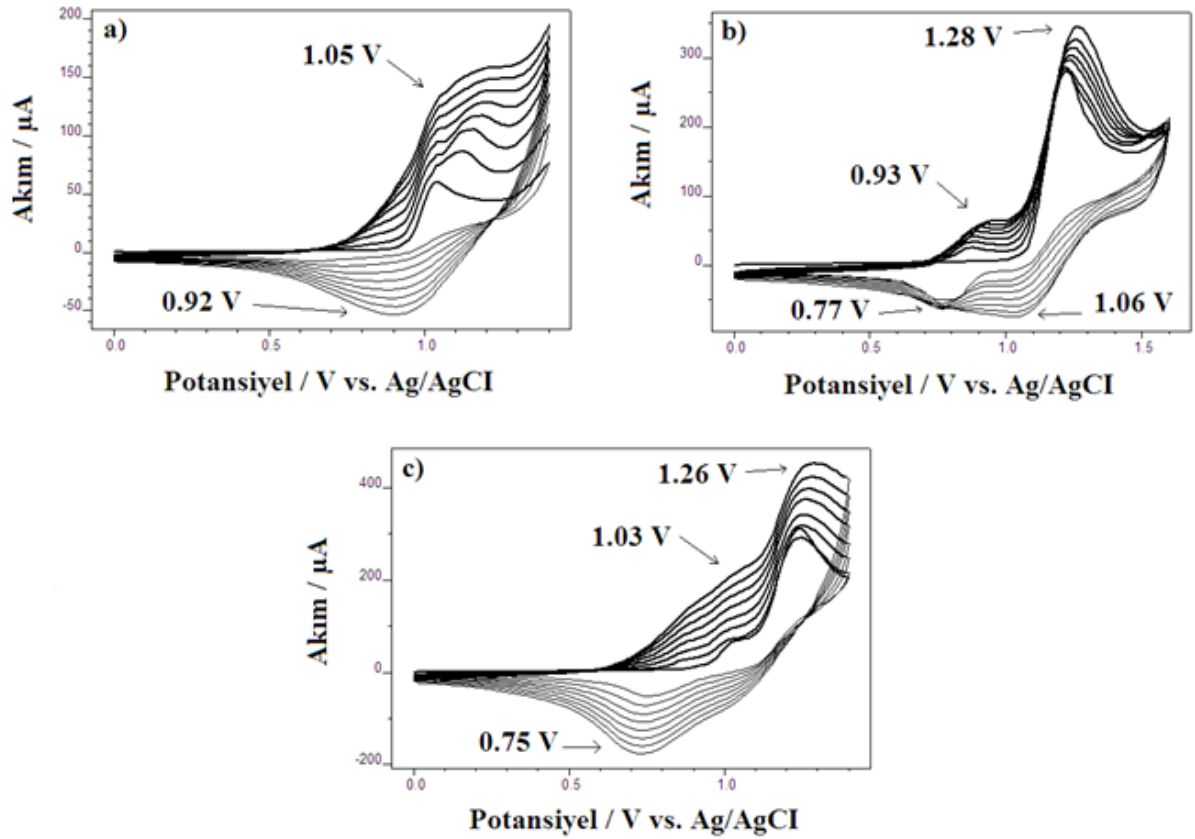 a)
200
150
100
50
0
-50
1.05 V
0.92 V
Akım / µA
0.0
0.5
1.0
Potansiyel / V vs. Ag/AgCI
b)
300
200
100
0
1.28 V
0.93 V
0.77 V
1.06 V
Akım / µA
0.0
0.5
1.0
1.5
Potansiyel / V vs. Ag/AgCI
c)
400
200
0
-200
1.26 V
1.03 V
0.75 V
Akım / µA
0.0
0.5
1.0
Potansiyel / V vs. Ag/AgCI